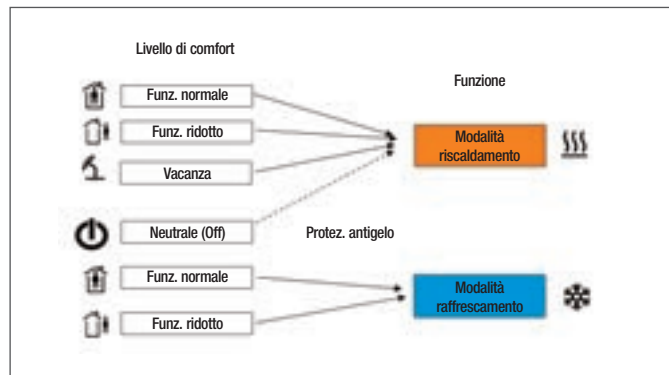 Livello di comfort
Funzione
Funz. normale
Funz. ridotto
Vacanza
Modalità
riscaldamento
Neutrale (Off)
Protez. antigelo
Funz. normale
Funz. ridotto
Modalità
raffrescamento